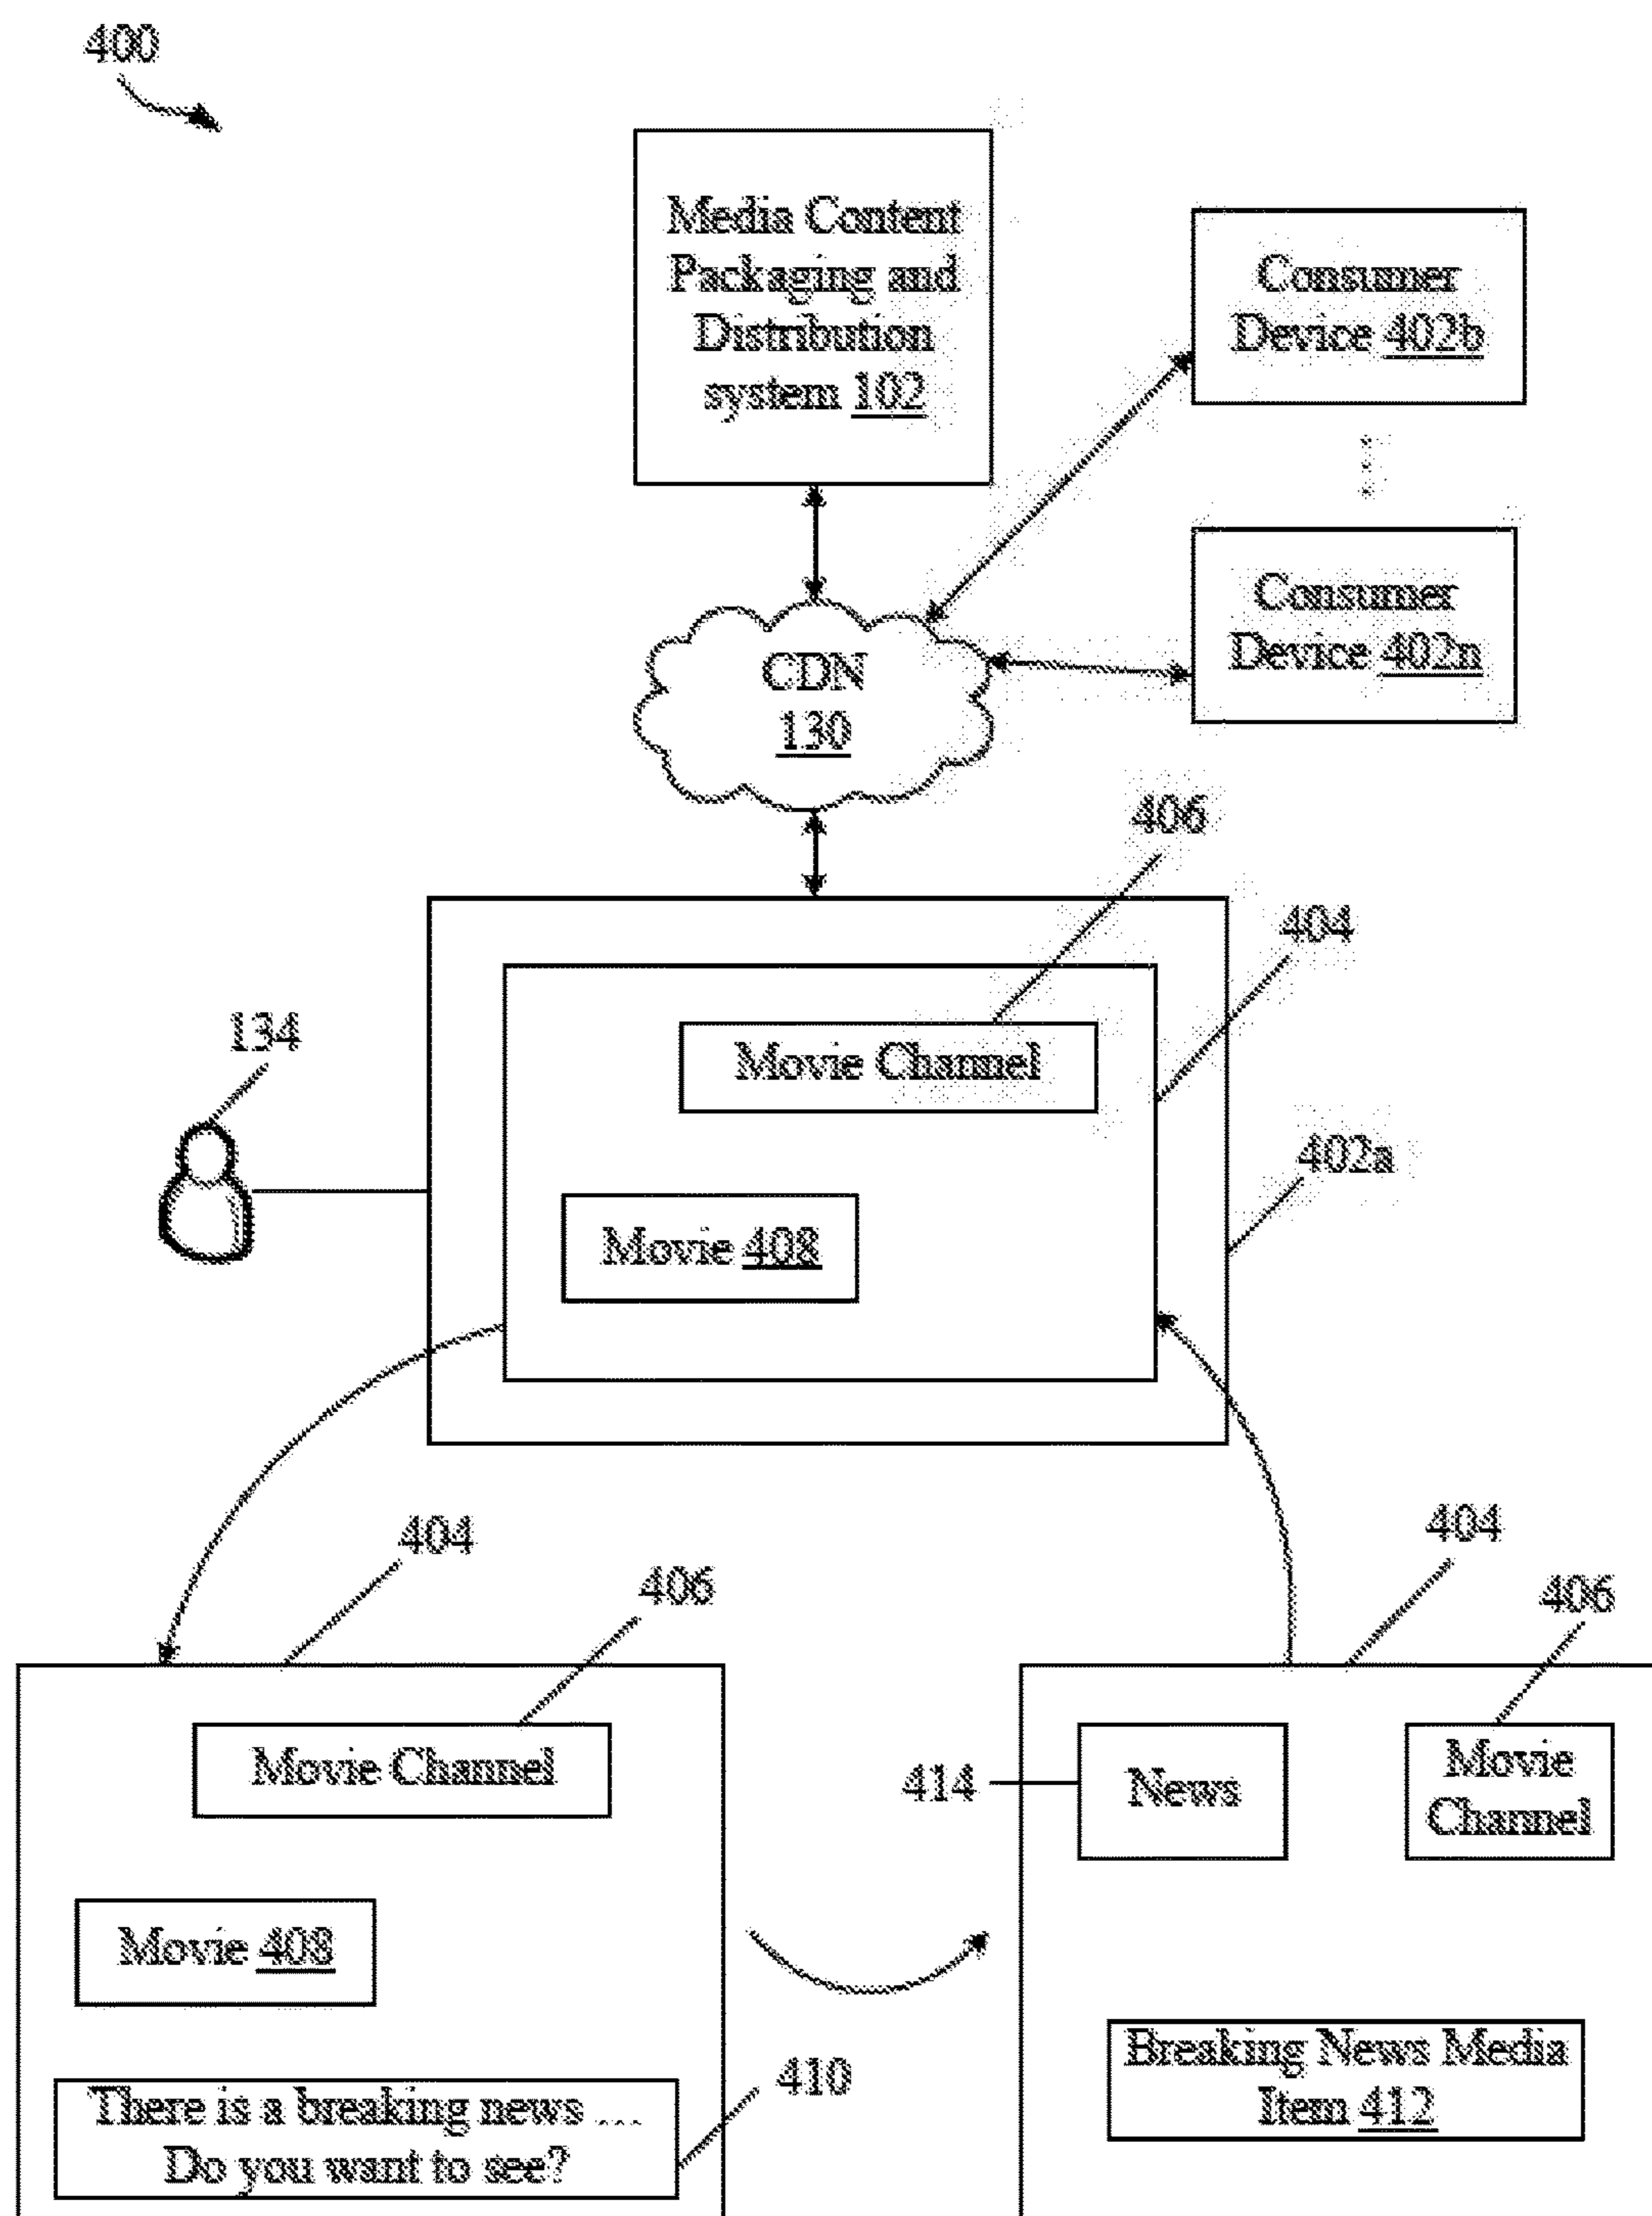 400
Media Content
Packaging and
Distribution
system 102
Consumer
Device 402b
Consumer
Device 402n
CDN
130
406
404
134
Movie Channel
402a
Movie 408
404
406
Movie Channel
Movie 408
There is a breaking news ...
Do you want to see?
410
404
406
414
News
Movie
Channel
Breaking News Media
Item 412